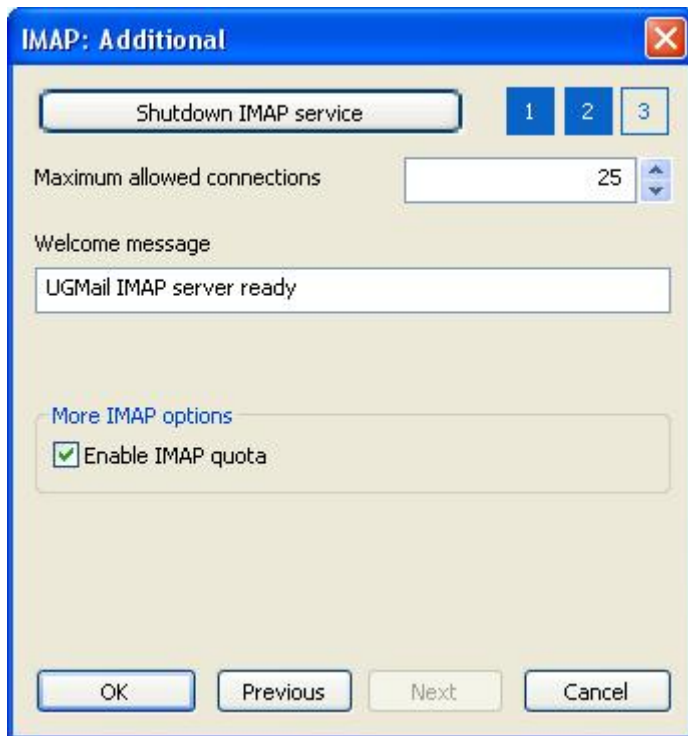 IMAP: Additional
Shutdown IMAP service 1 2 3
Maximum allowed connections 25
Welcome message
UGMail IMAP server ready
More IMAP options
Enable IMAP quota
OK Previous Next Cancel